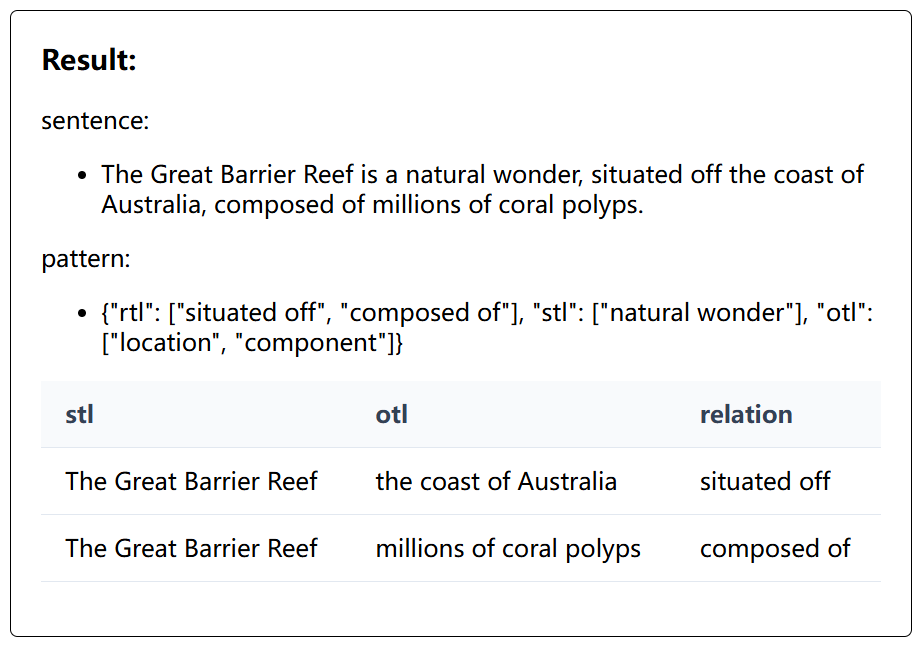 Result:
sentence:
• The Great Barrier Reef is a natural wonder, situated off the coast of
Australia, composed of millions of coral polyps.
pattern:
• {"rtl": ["situated off", "composed of"], "stl": ["natural wonder"], "otl":
["location", "component"]}
stl otl relation
The Great Barrier Reef the coast of Australia situated off
The Great Barrier Reef millions of coral polyps composed of